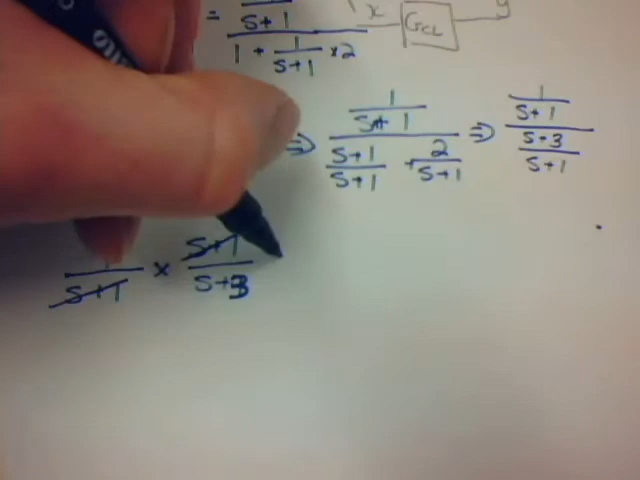 = 1/(s+1) / (1 + 1/(s+1) × 2)
x GCL y
⇒ 1/(s+1) / ((s+1)/(s+1) + 2/(s+1)) ⇒ 1/(s+1) / ((s+3)/(s+1))
1/(s+1) × (s+1)/(s+3)